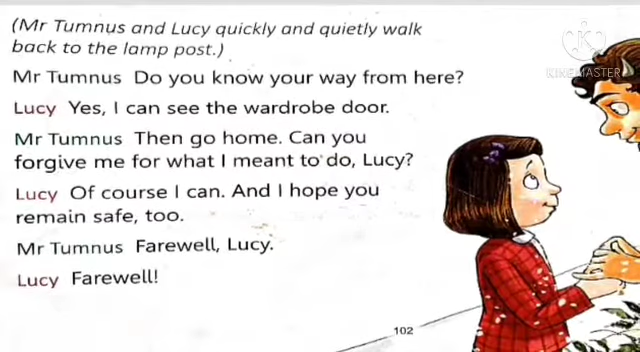 (Mr Tumnus and Lucy quickly and quietly walk
back to the lamp post.)
Mr Tumnus Do you know your way from here?
Lucy Yes, I can see the wardrobe door.
Mr Tumnus Then go home. Can you
forgive me for what I meant to do, Lucy?
Lucy Of course I can. And I hope you
remain safe, too.
Mr Tumnus Farewell, Lucy.
Lucy Farewell!
102
KINEMASTER